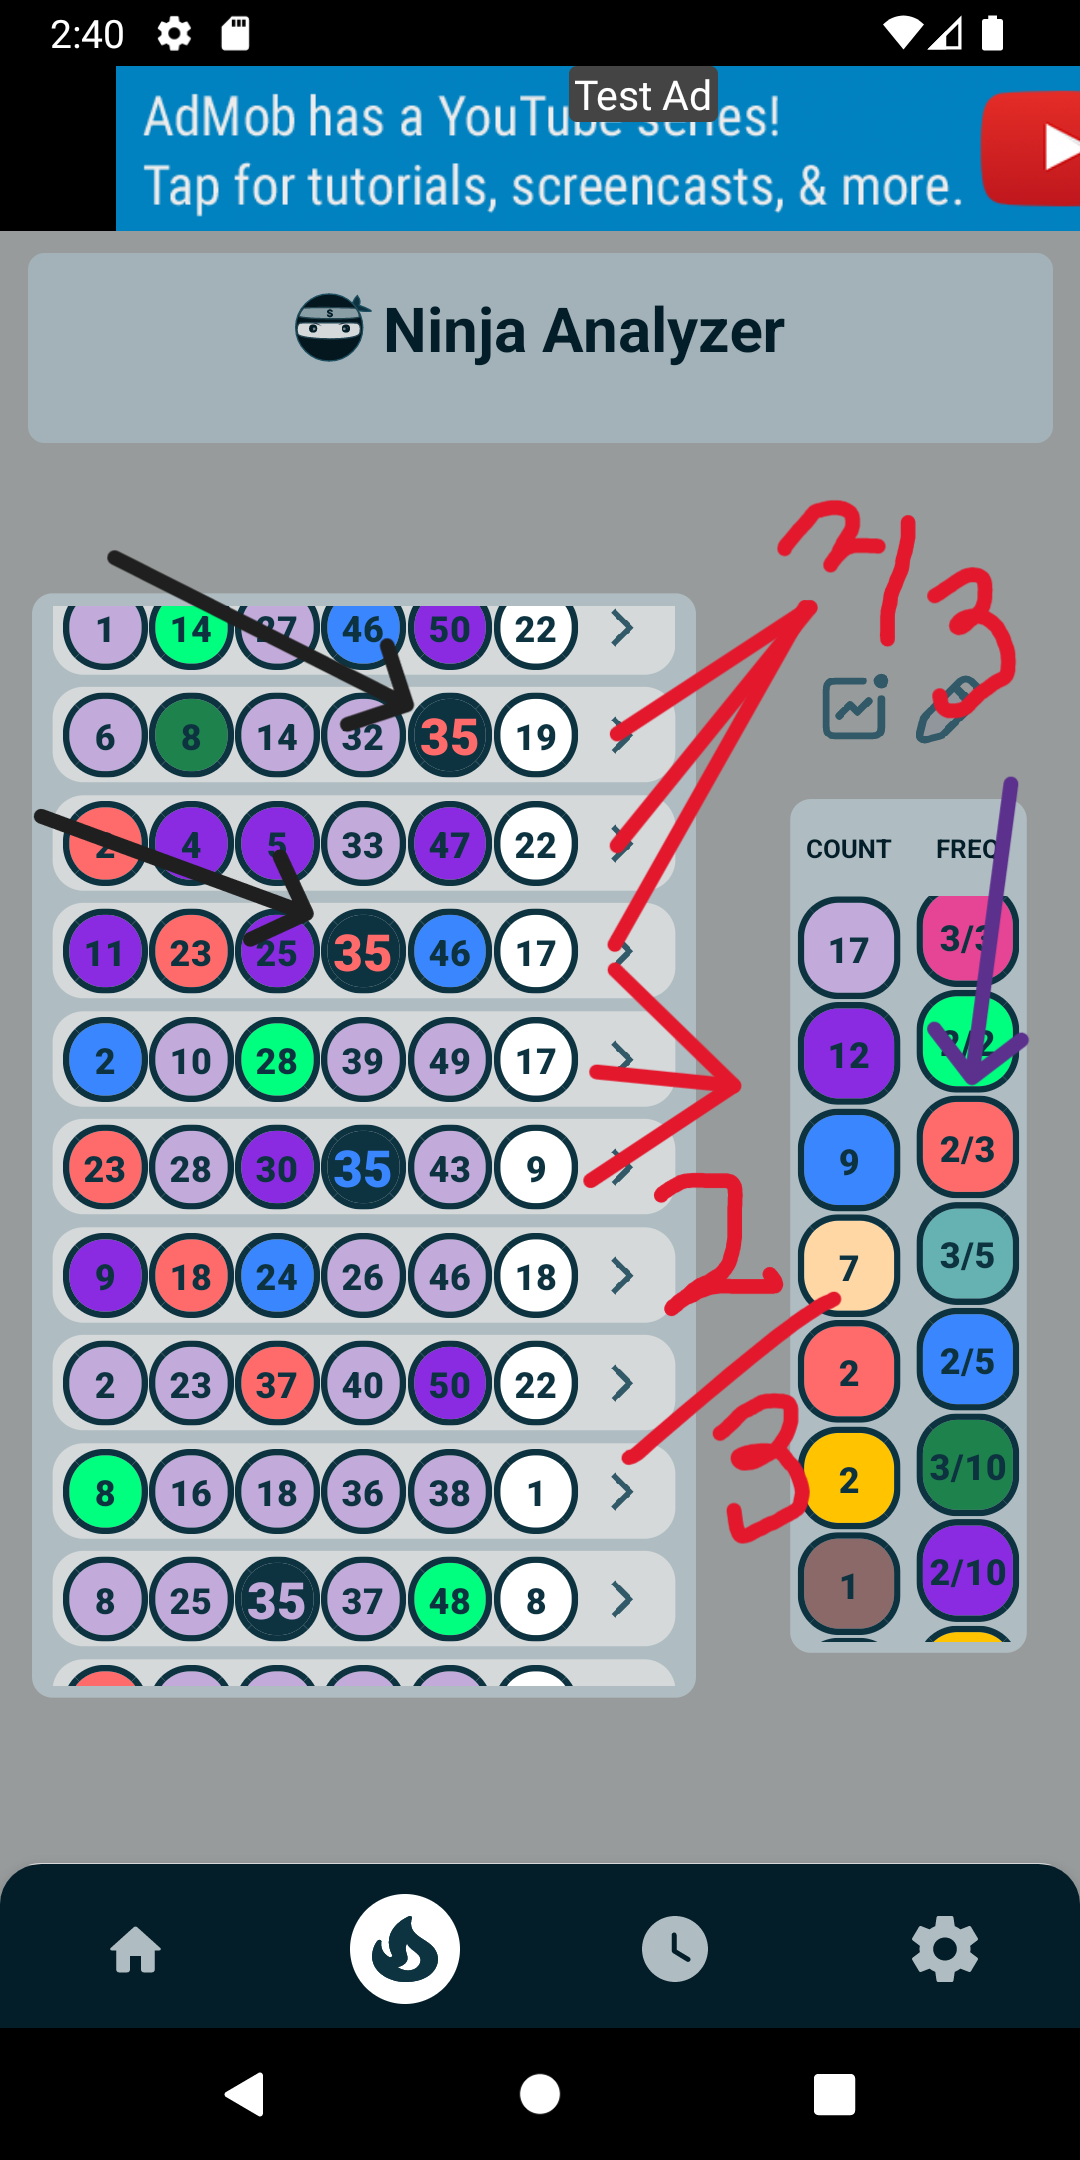 2:40
Test Ad
AdMob has a YouTube series!
Tap for tutorials, screencasts, & more.
$
Ninja Analyzer
2/3
1 14 37 46 50 22
6 8 14 32 35 19
2 4 5 33 47 22
11 23 25 35 46 17
2 10 28 39 49 17
23 28 30 35 43 9
9 18 24 26 46 18
2 23 37 40 50 22
8 16 18 36 38 1
8 25 35 37 48 8
2
3
COUNT FREQ
17 3/3
12 2/2
9 2/3
7 3/5
2 2/5
2 3/10
1 2/10